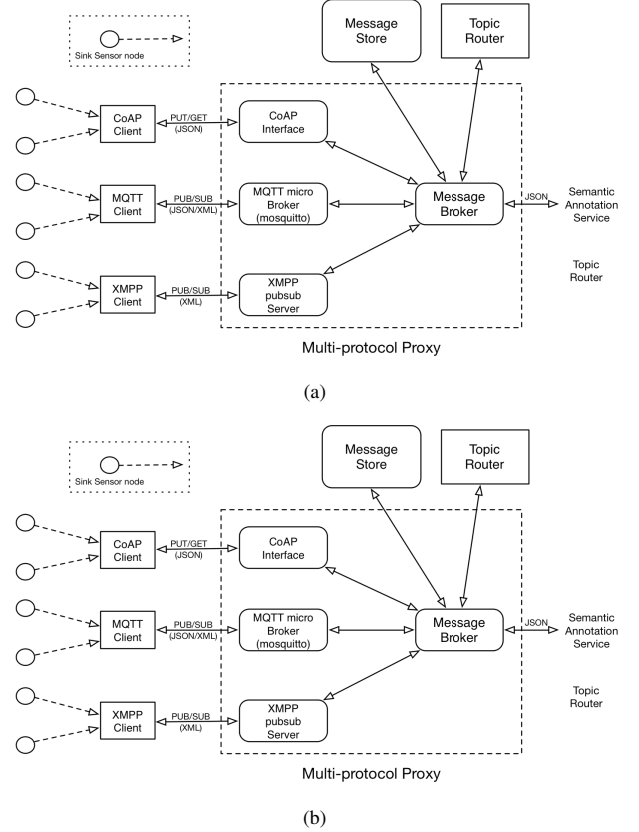 Message
Store
Topic
Router
Sink Sensor node
CoAP
Client
PUT/GET
(JSON)
CoAP
Interface
MQTT
Client
PUB/SUB
(JSON/XML)
MQTT micro
Broker
(mosquitto)
Message
Broker
JSON
Semantic
Annotation
Service
XMPP
Client
PUB/SUB
(XML)
XMPP
pubsub
Server
Topic
Router
Multi-protocol Proxy
(a)
Message
Store
Topic
Router
Sink Sensor node
CoAP
Client
PUT/GET
(JSON)
CoAP
Interface
MQTT
Client
PUB/SUB
(JSON/XML)
MQTT micro
Broker
(mosquitto)
Message
Broker
JSON
Semantic
Annotation
Service
XMPP
Client
PUB/SUB
(XML)
XMPP
pubsub
Server
Topic
Router
Multi-protocol Proxy
(b)